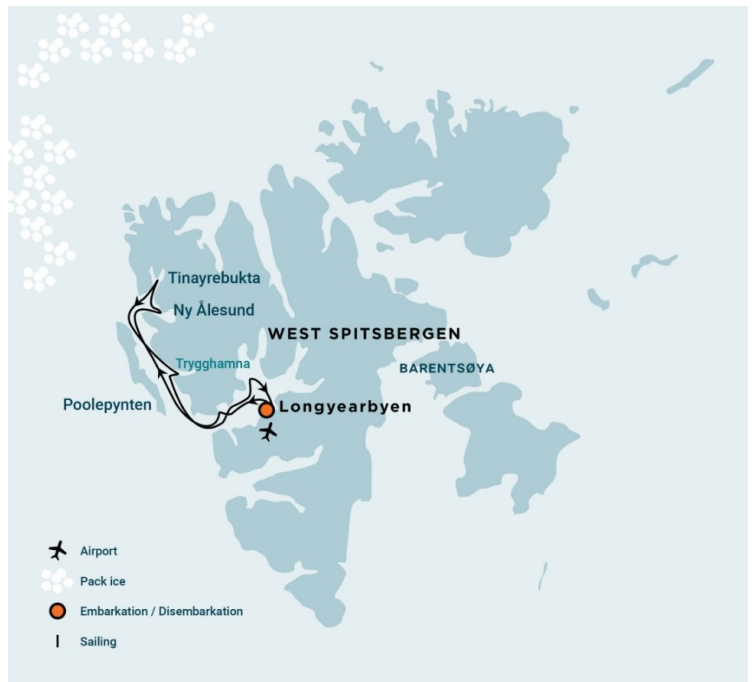 Tinayrebukta
Ny Ålesund
WEST SPITSBERGEN
Trygghamna
BARENTSØYA
Poolepynten
Longyearbyen
Airport
Pack ice
Embarkation / Disembarkation
Sailing